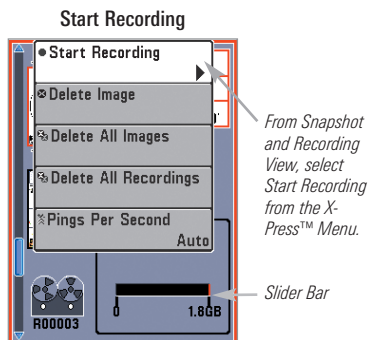 Start Recording
Start Recording
Delete Image
Delete All Images
Delete All Recordings
Pings Per Second
Auto
From Snapshot
and Recording
View, select
Start Recording
from the X-
Press™ Menu.
Slider Bar
0
1.8GB
R00003